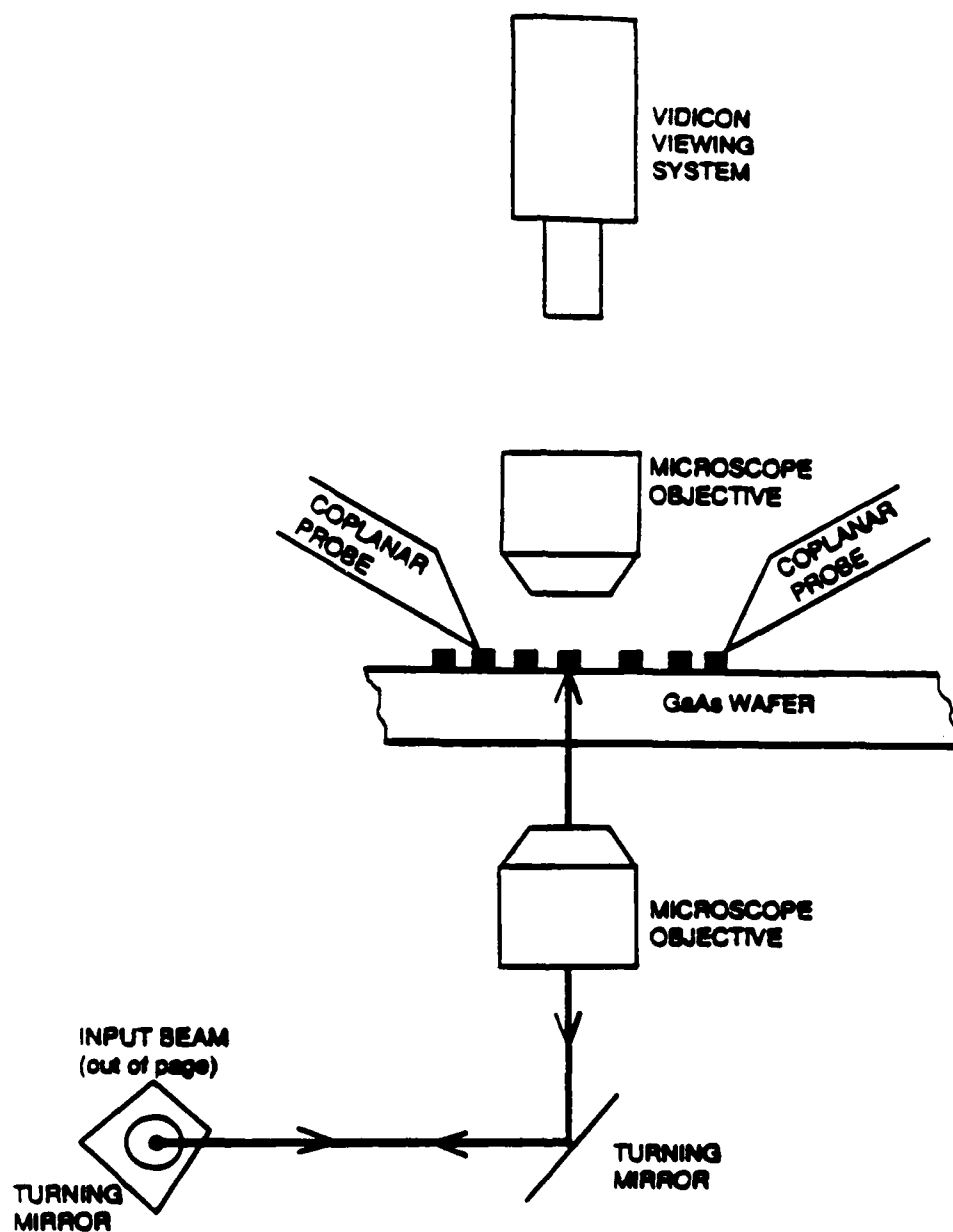 VIDICON
VIEWING
SYSTEM
MICROSCOPE
OBJECTIVE
COPLANAR
PROBE
COPLANAR
PROBE
GaAs WAFER
MICROSCOPE
OBJECTIVE
INPUT BEAM
(out of page)
TURNING
MIRROR
TURNING
MIRROR